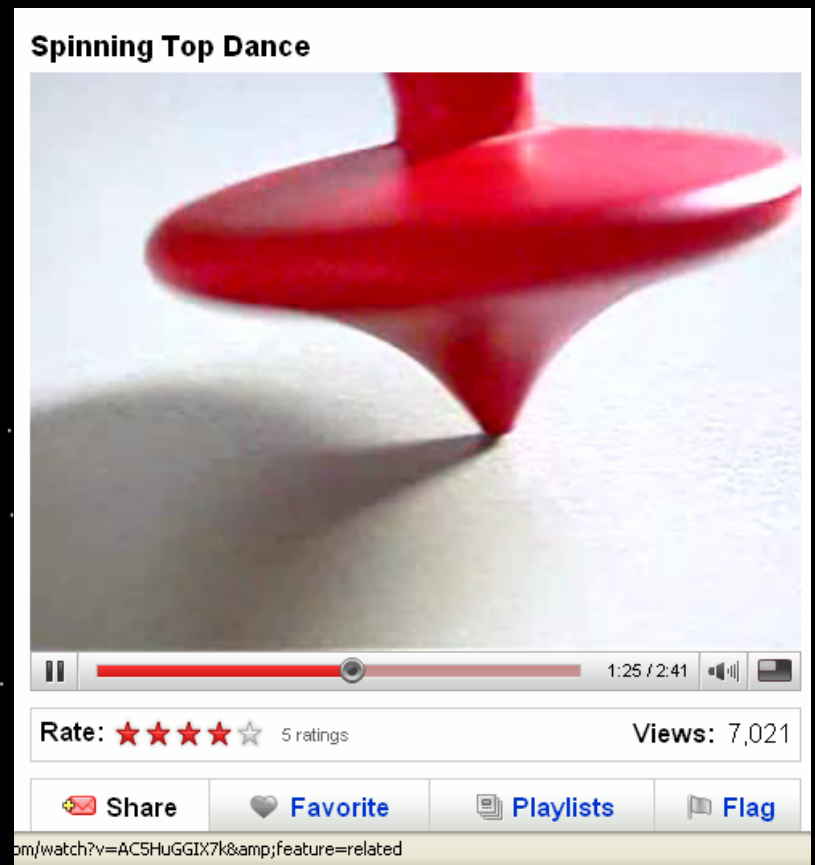 Spinning Top Dance
1:25 / 2:41
Rate: 5 ratings Views: 7,021
Share Favorite Playlists Flag
om/watch?v=AC5HuGGIX7k&amp;feature=related